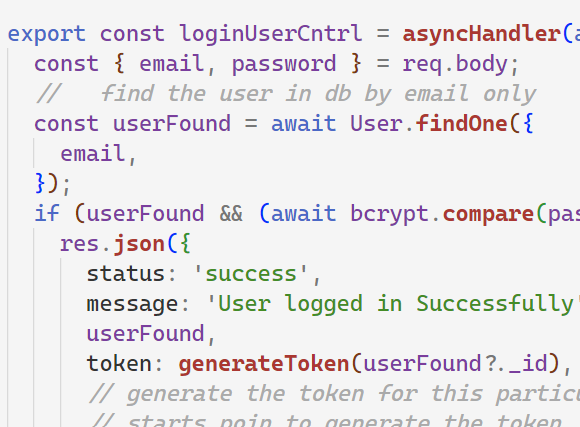 export const loginUserCntrl = asyncHandler(a
const { email, password } = req.body;
//   find the user in db by email only
const userFound = await User.findOne({
email,
});
if (userFound && (await bcrypt.compare(pas
res.json({
status: 'success',
message: 'User logged in Successfully'
userFound,
token: generateToken(userFound?._id),
// generate the token for this particu
// starts poin to generate the token